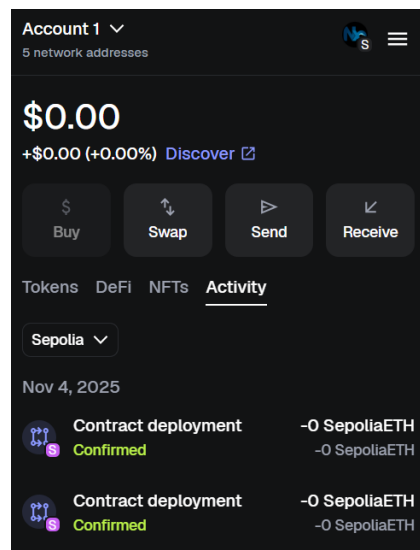 Account 1
5 network addresses
S
$0.00
+$0.00 (+0.00%) Discover
$
Buy Swap Send Receive
Tokens DeFi NFTs Activity
Sepolia
Nov 4, 2025
Contract deployment -0 SepoliaETH
S Confirmed -0 SepoliaETH
Contract deployment -0 SepoliaETH
S Confirmed -0 SepoliaETH